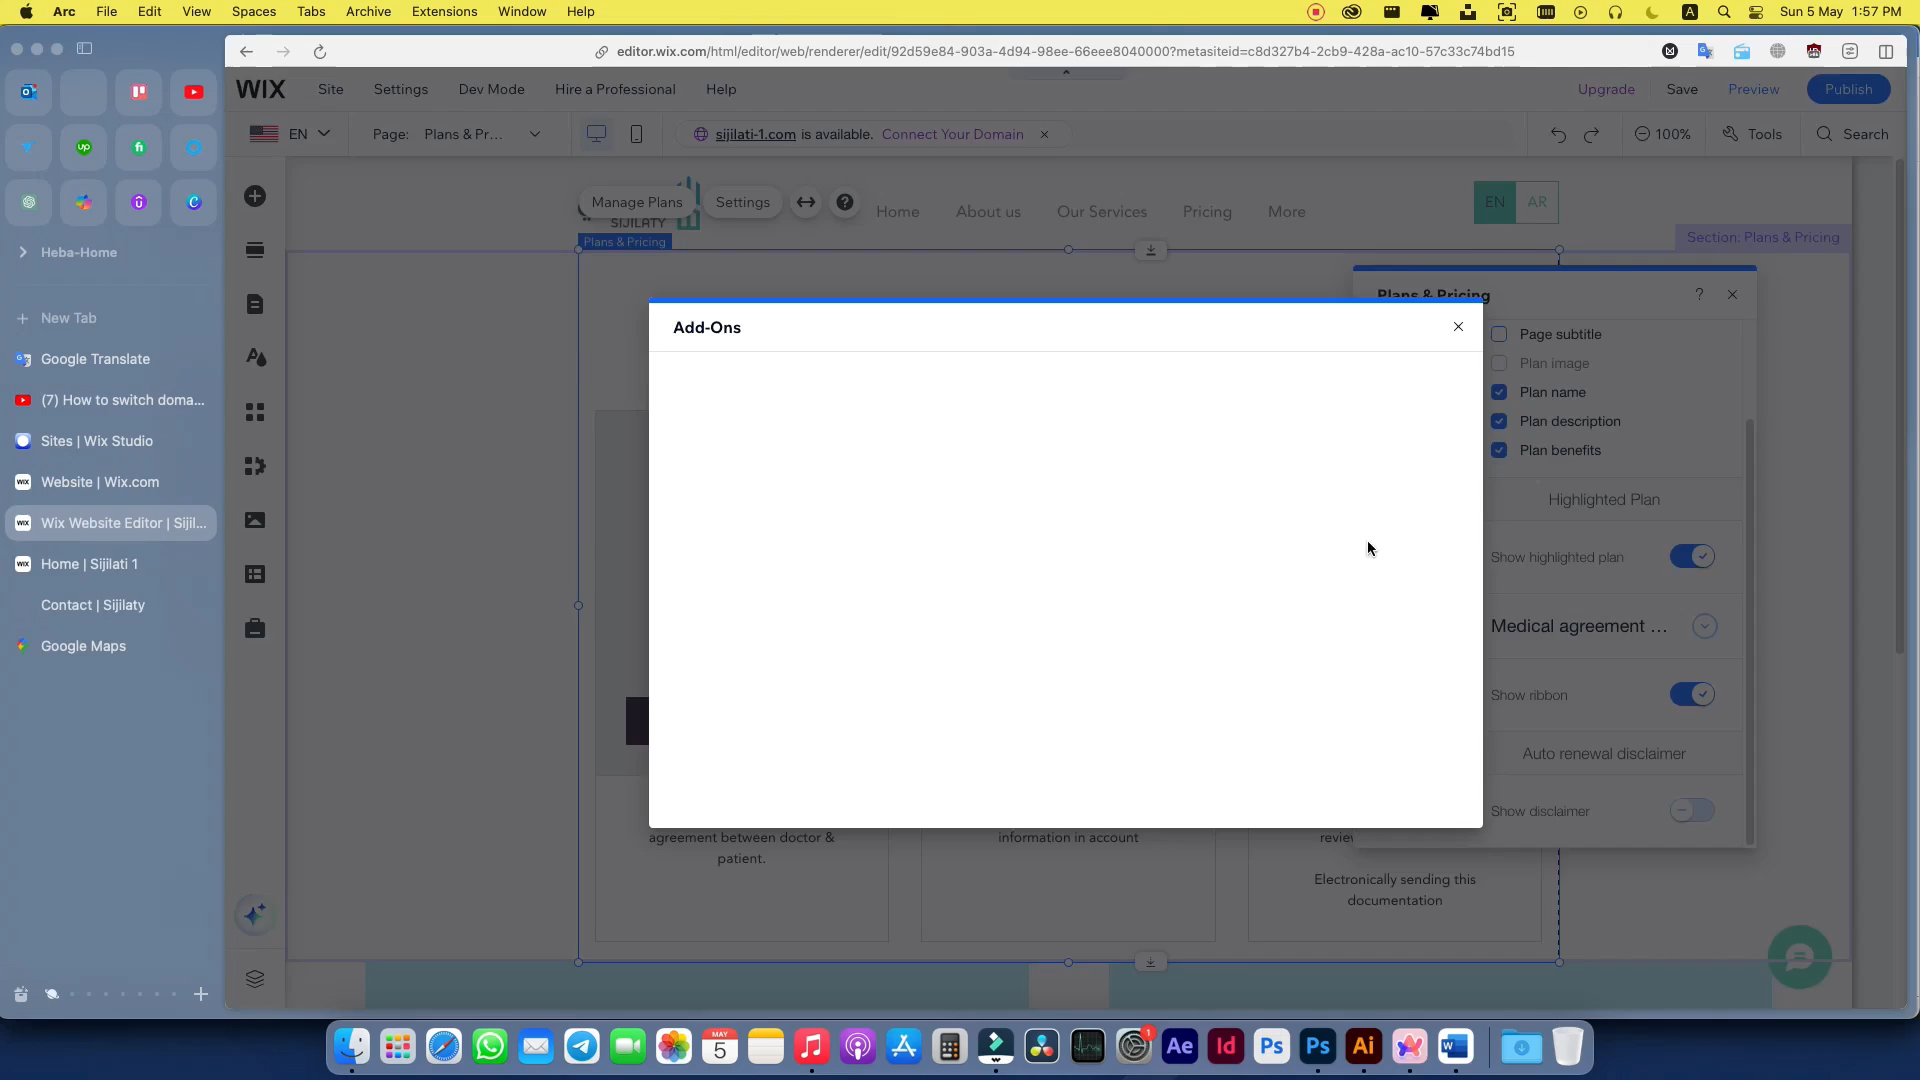 Arc File Edit View Spaces Tabs Archive Extensions Window Help
A Sun 5 May 1:57 PM
editor.wix.com/html/editor/web/renderer/edit/92d59e84-903a-4d94-98ee-66eee8040000?metasiteid=c8d327b4-2cb9-428a-ac10-57c33c74bd15
WIX Site Settings Dev Mode Hire a Professional Help Upgrade Save Preview Publish
EN Page: Plans & Pr... sijilati-1.com is available. Connect Your Domain 100% Tools Search
Heba-Home
New Tab
Google Translate
(7) How to switch doma...
Sites | Wix Studio
Website | Wix.com
Wix Website Editor | Sijil...
Home | Sijilati 1
Contact | Sijilaty
Google Maps
Manage Plans Settings ?
SIJILATY
Home About us Our Services Pricing More
EN AR
Plans & Pricing
Section: Plans & Pricing
Plans & Pricing ?
Add-Ons
Page subtitle
Plan image
Plan name
Plan description
Plan benefits
Highlighted Plan
Show highlighted plan
Medical agreement ...
Show ribbon
Auto renewal disclaimer
Show disclaimer
agreement between doctor &
patient.
information in account
Electronically sending this
documentation
MAY
5
1
Ae Id Ps Ps Ai W